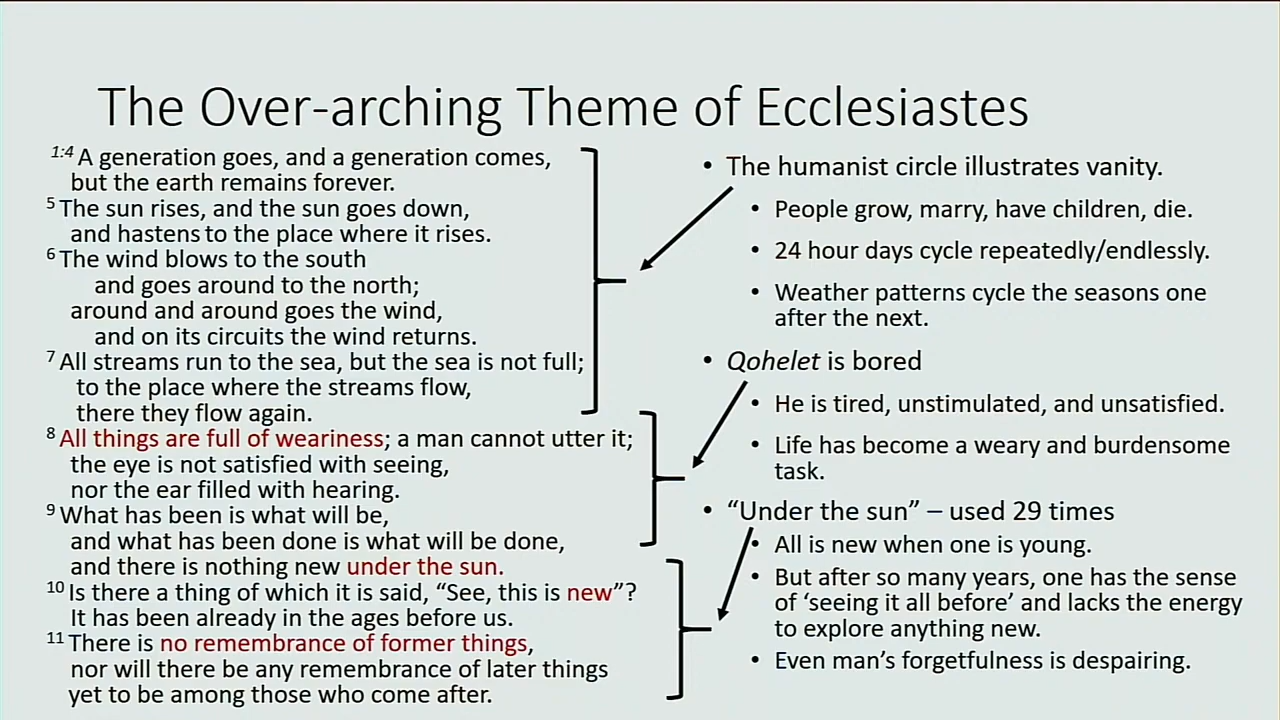 The Over-arching Theme of Ecclesiastes
1:4 A generation goes, and a generation comes,
but the earth remains forever.
5 The sun rises, and the sun goes down,
and hastens to the place where it rises.
6 The wind blows to the south
and goes around to the north;
around and around goes the wind,
and on its circuits the wind returns.
7 All streams run to the sea, but the sea is not full;
to the place where the streams flow,
there they flow again.
8 All things are full of weariness; a man cannot utter it;
the eye is not satisfied with seeing,
nor the ear filled with hearing.
9 What has been is what will be,
and what has been done is what will be done,
and there is nothing new under the sun.
10 Is there a thing of which it is said, “See, this is new”?
It has been already in the ages before us.
11 There is no remembrance of former things,
nor will there be any remembrance of later things
yet to be among those who come after.
• The humanist circle illustrates vanity.
• People grow, marry, have children, die.
• 24 hour days cycle repeatedly/endlessly.
• Weather patterns cycle the seasons one
after the next.
• Qohelet is bored
• He is tired, unstimulated, and unsatisfied.
• Life has become a weary and burdensome
task.
• “Under the sun” – used 29 times
• All is new when one is young.
• But after so many years, one has the sense
of ‘seeing it all before’ and lacks the energy
to explore anything new.
• Even man’s forgetfulness is despairing.